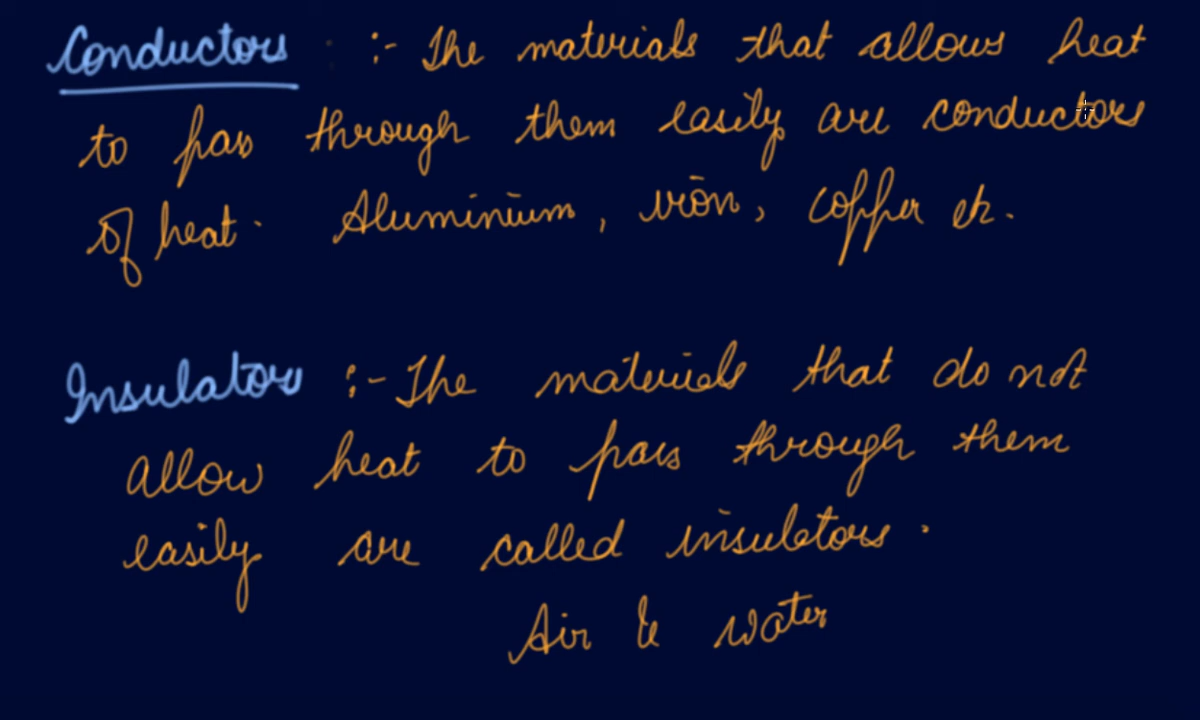 Conductors :- The materials that allows heat
to pass through them easily are conductors
of heat. Aluminium, iron, copper etc.
Insulators :- The materials that do not
allow heat to pass through them
easily are called insulators.
Air & water